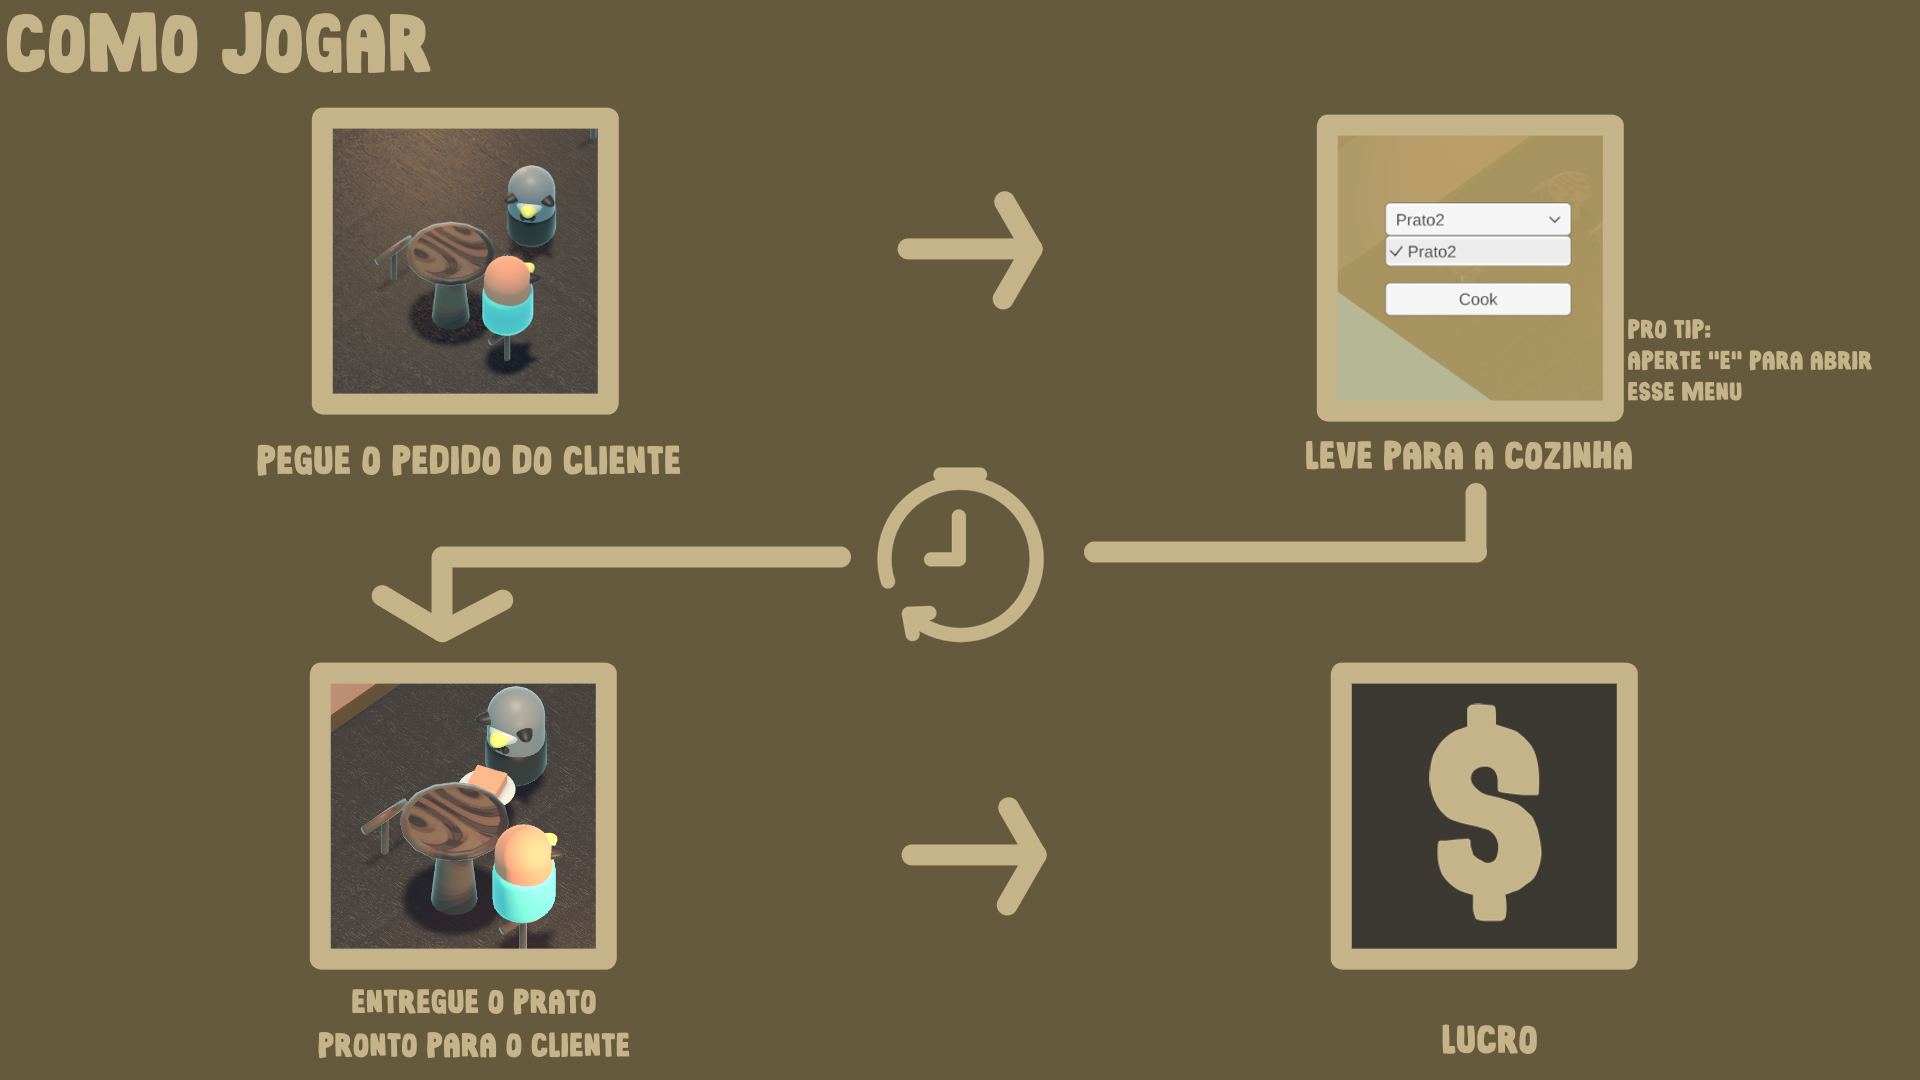 COMO JOGAR
PEGUE O PEDIDO DO CLIENTE
Prato2
Prato2
Cook
PRO TIP:
APERTE "E" PARA ABRIR
ESSE MENU
LEVE PARA A COZINHA
ENTREGUE O PRATO
PRONTO PARA O CLIENTE
$
LUCRO